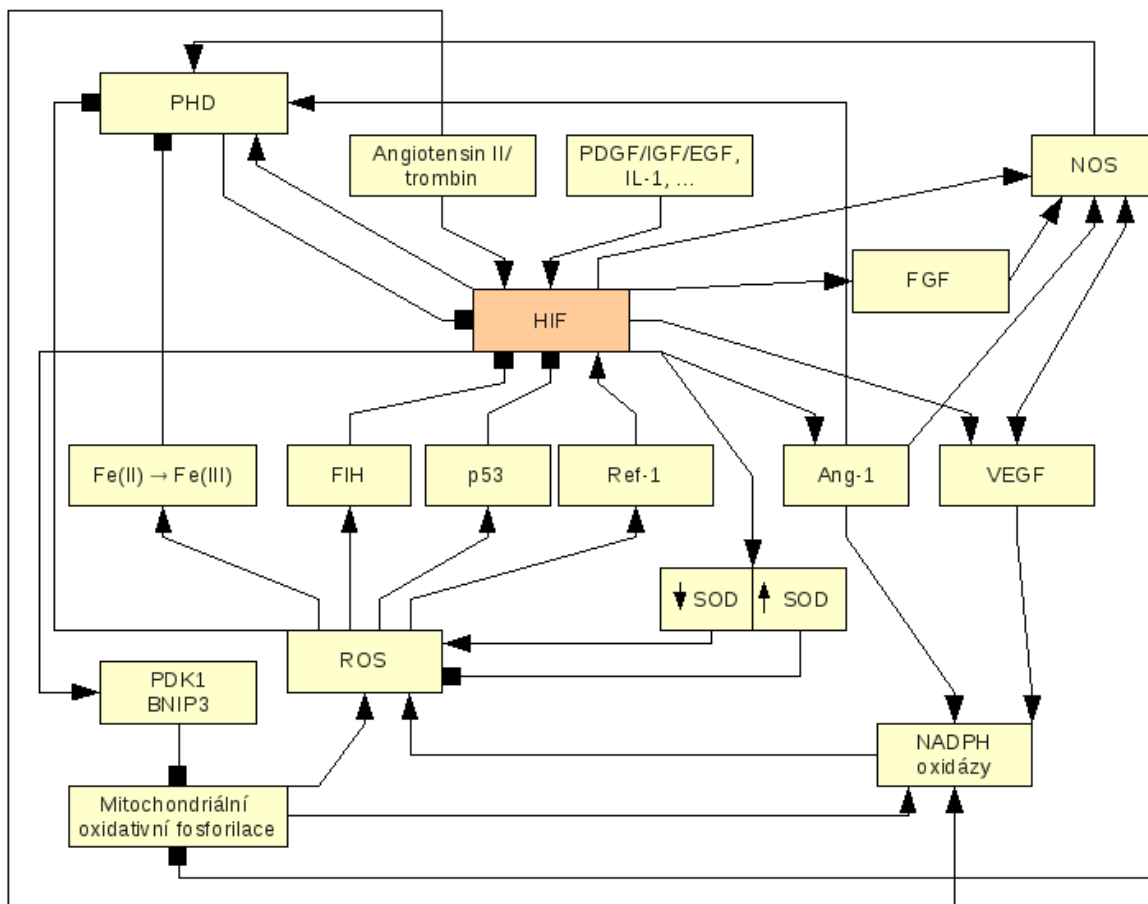 PHD
Angiotensin II/
trombin
PDGF/IGF/EGF,
IL-1, ...
NOS
FGF
HIF
Fe(II) → Fe(III)
FIH
p53
Ref-1
Ang-1
VEGF
SOD
SOD
ROS
PDK1
BNIP3
NADPH
oxidázy
Mitochondriální
oxidativní fosforilace